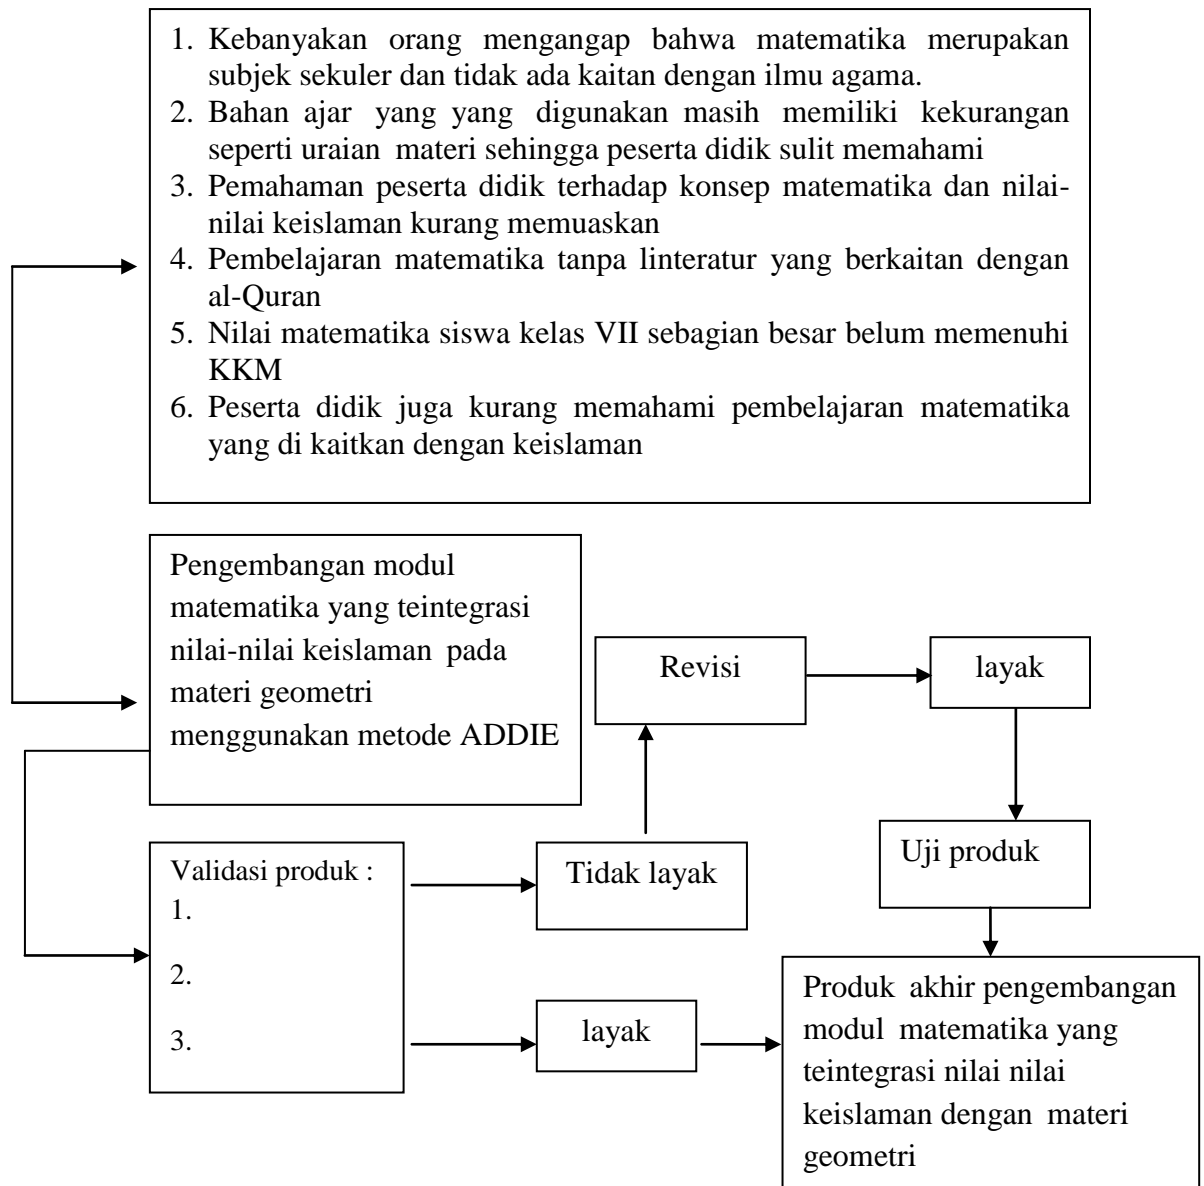 1. Kebanyakan orang mengangap bahwa matematika merupakan
subjek sekuler dan tidak ada kaitan dengan ilmu agama.
2. Bahan ajar yang yang digunakan masih memiliki kekurangan
seperti uraian materi sehingga peserta didik sulit memahami
3. Pemahaman peserta didik terhadap konsep matematika dan nilai-
nilai keislaman kurang memuaskan
4. Pembelajaran matematika tanpa linteratur yang berkaitan dengan
al-Quran
5. Nilai matematika siswa kelas VII sebagian besar belum memenuhi
KKM
6. Peserta didik juga kurang memahami pembelajaran matematika
yang di kaitkan dengan keislaman
Pengembangan modul
matematika yang teintegrasi
nilai-nilai keislaman pada
materi geometri
menggunakan metode ADDIE
Revisi
layak
Validasi produk :
1.
2.
3.
Tidak layak
Uji produk
layak
Produk akhir pengembangan
modul matematika yang
teintegrasi nilai nilai
keislaman dengan materi
geometri